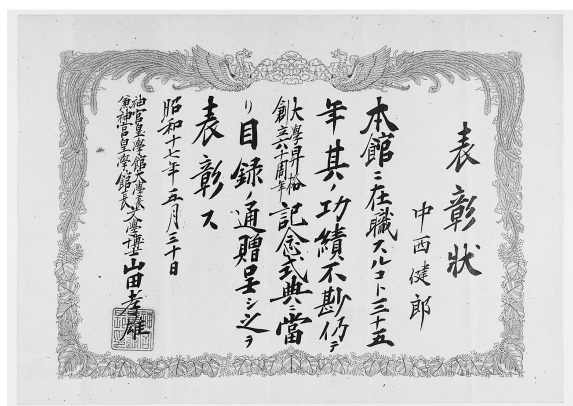 表彰状
中西健郎
本館ニ在職スルコト三十五
年其ノ功績不尠仍テ
大學昇格
創立六十周年記念式典ニ當
リ目録ノ通贈呈シ之ヲ
表彰ス
昭和十七年五月三十日
神宮皇學館大學長
兼神宮皇學館長文學博士山田孝雄